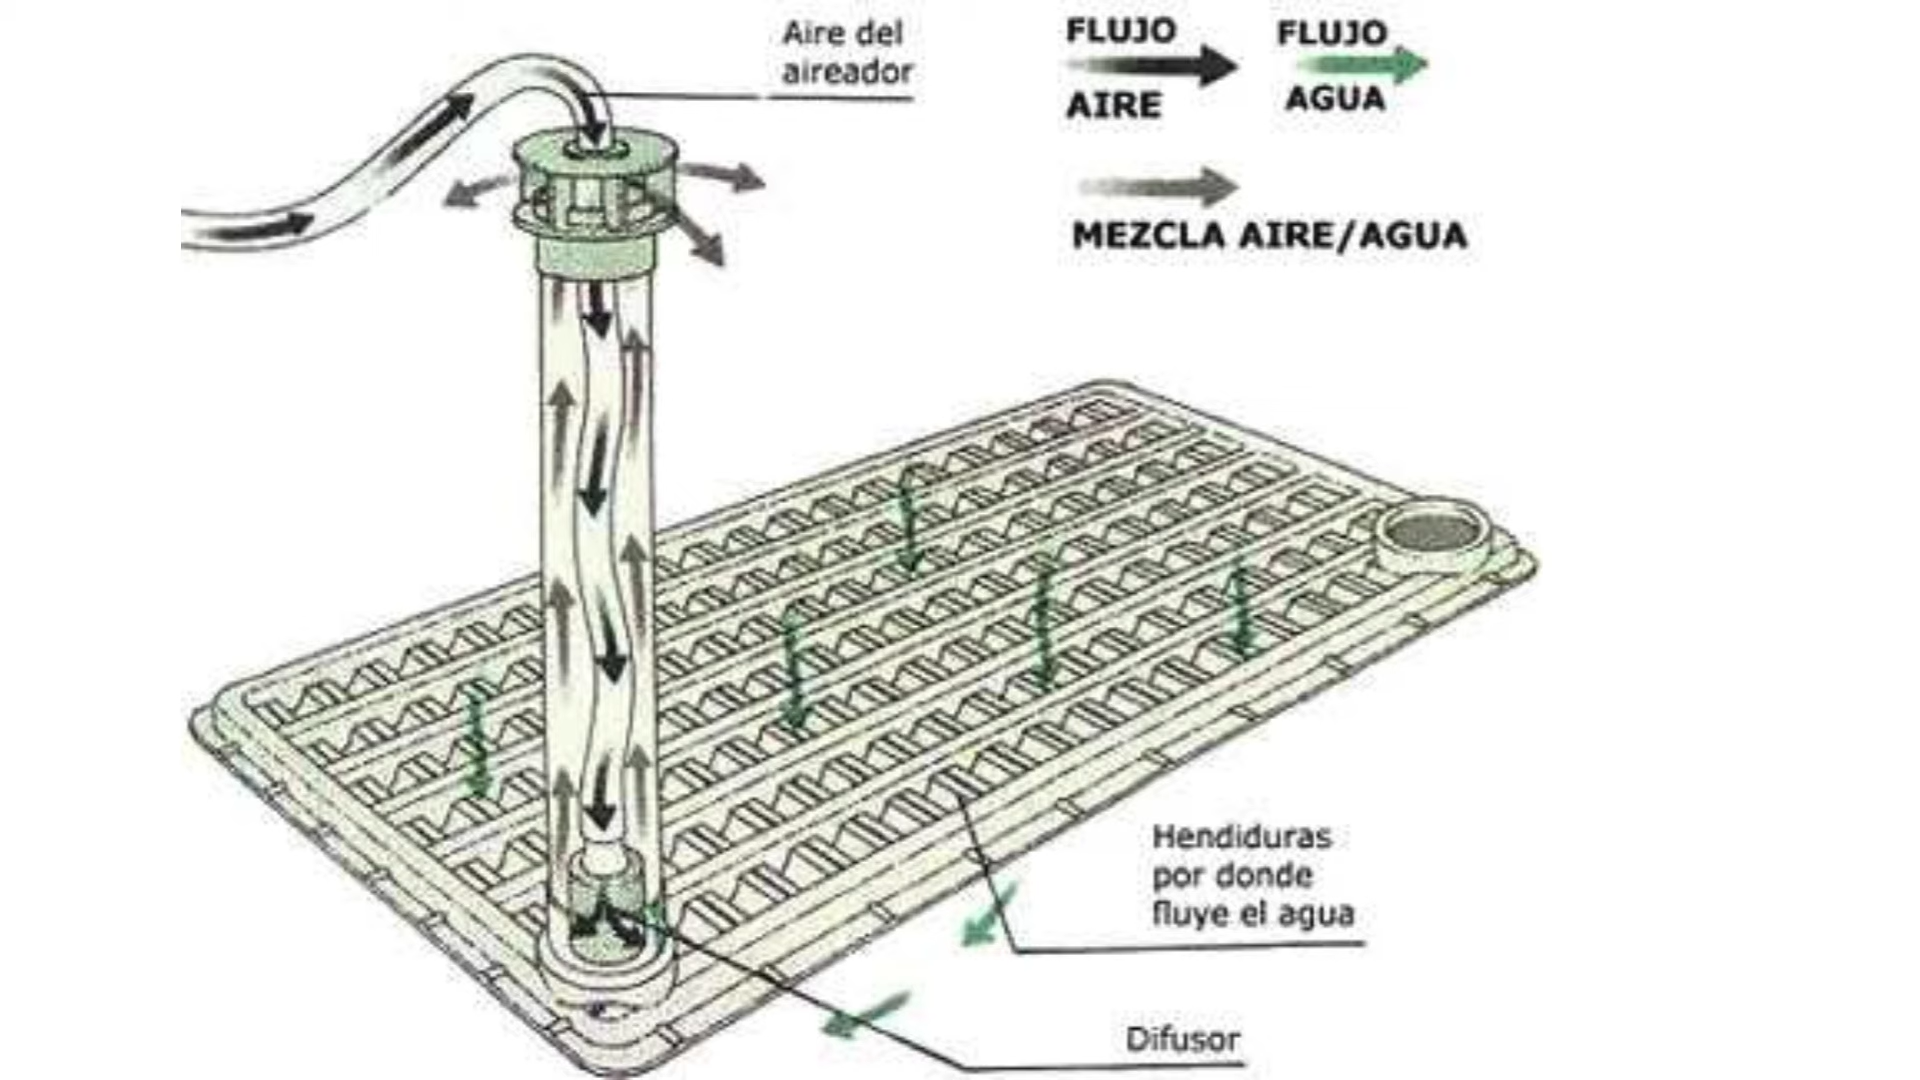 Aire del
aireador
FLUJO
AIRE
FLUJO
AGUA
MEZCLA AIRE/AGUA
Hendiduras
por donde
fluye el agua
Difusor